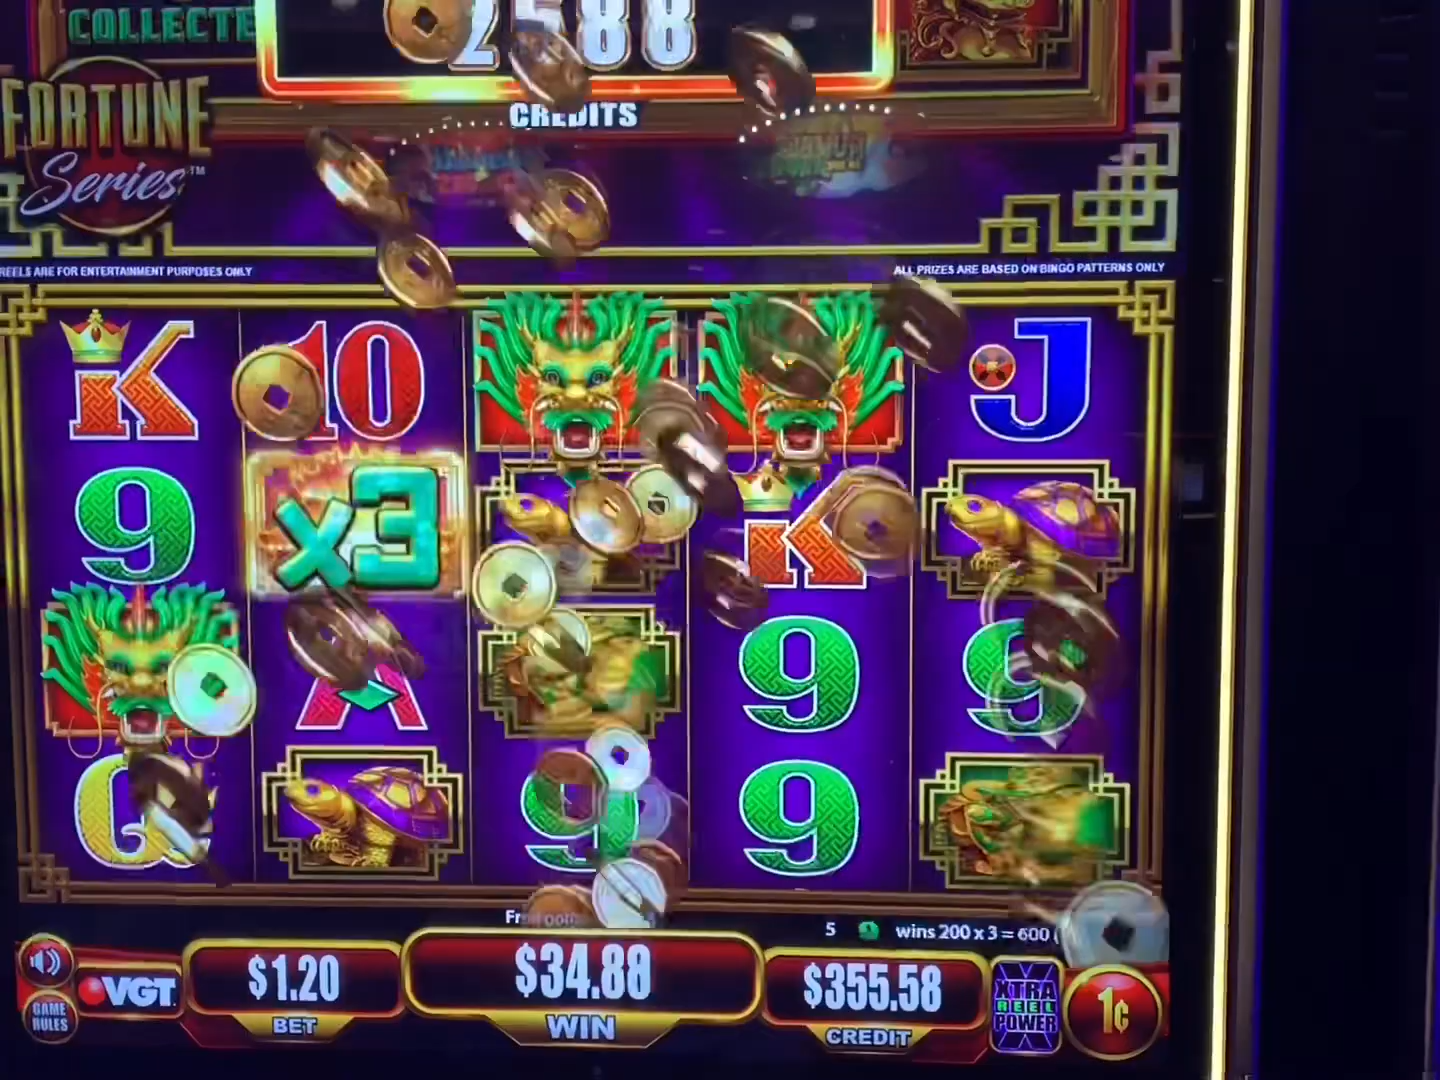 COLLECTE
2588
CREDITS
FORTUNE
Series™
REELS ARE FOR ENTERTAINMENT PURPOSES ONLY
ALL PRIZES ARE BASED ON BINGO PATTERNS ONLY
K 10 J
9 x3 K
A 9 9
Q 9 9
5 wins 200 x 3 = 600 (
VGT
$1.20
BET
$34.88
WIN
$355.58
CREDIT
XTRA
REEL
POWER
1¢
GAME
RULES